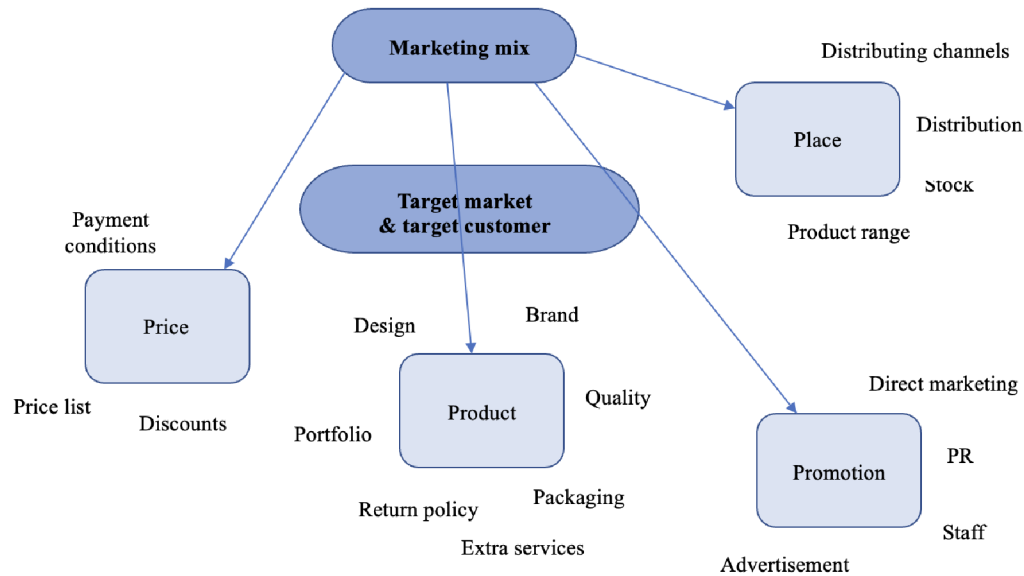 Marketing mix
Distributing channels
Place
Distribution
Stock
Product range
Target market
& target customer
Payment
conditions
Price
Price list
Discounts
Design
Brand
Product
Quality
Portfolio
Packaging
Return policy
Extra services
Direct marketing
Promotion
PR
Staff
Advertisement